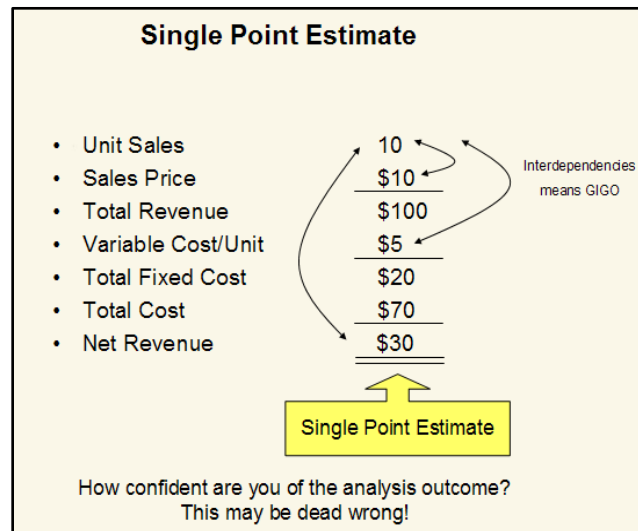 Single Point Estimate
• Unit Sales 10
• Sales Price $10
• Total Revenue $100
• Variable Cost/Unit $5
• Total Fixed Cost $20
• Total Cost $70
• Net Revenue $30
Interdependencies
means GIGO
Single Point Estimate
How confident are you of the analysis outcome?
This may be dead wrong!